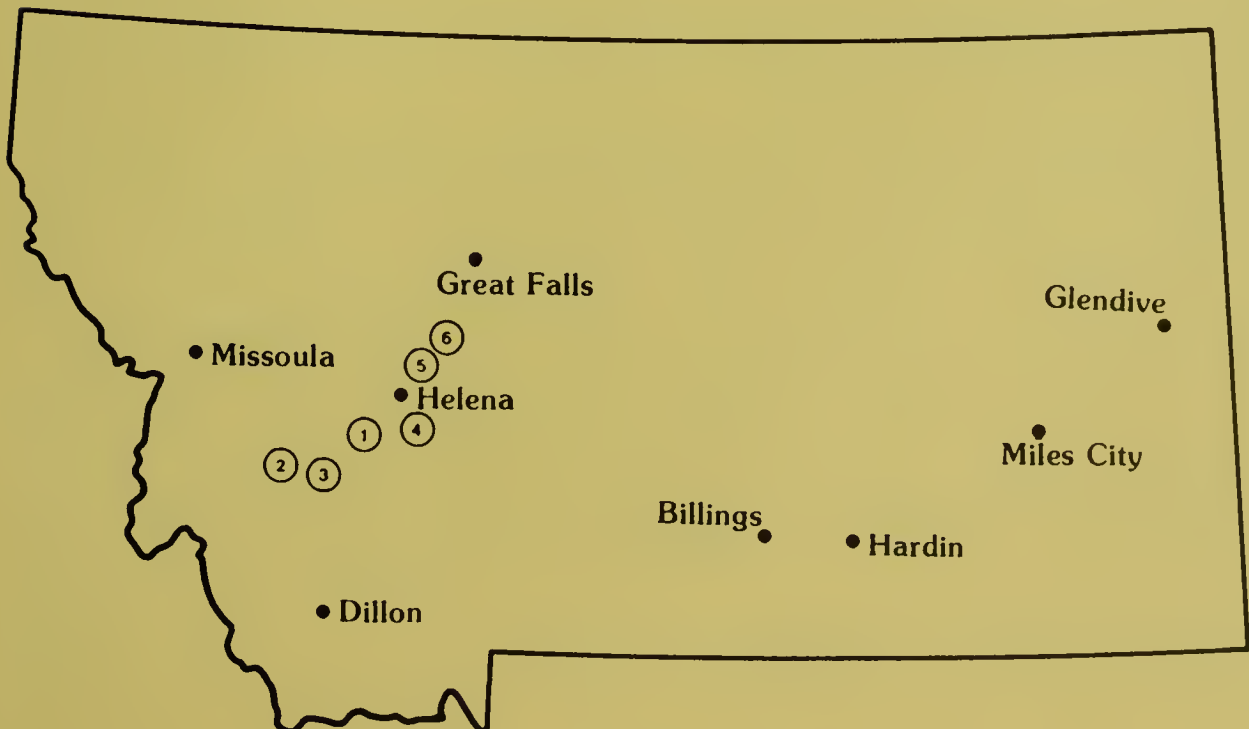 Great Falls
Glendive
6
Missoula
5
Helena
4
1
Miles City
2
3
Billings
Hardin
Dillon